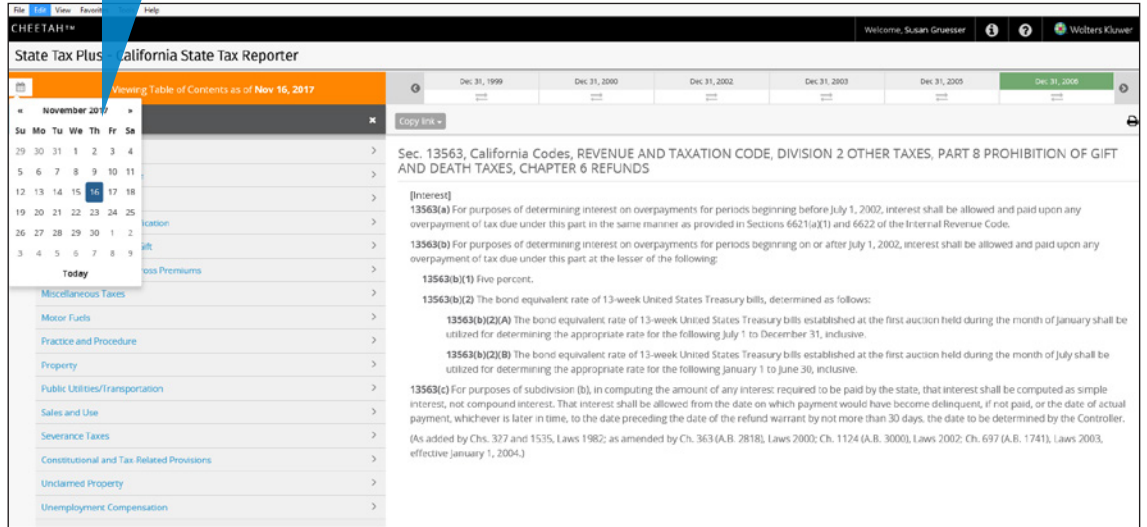 File Edit View Favorites Help
CHEETAH™
Welcome, Susan Gruesser
Wolters Kluwer
State Tax Plus - California State Tax Reporter
Viewing Table of Contents as of Nov 16, 2017
« November 2017 »
Su Mo Tu We Th Fr Sa
29 30 31 1 2 3 4
5 6 7 8 9 10 11
12 13 14 15 16 17 18
19 20 21 22 23 24 25
26 27 28 29 30 1 2
3 4 5 6 7 8 9
Today
Miscellaneous Taxes
Motor Fuels
Practice and Procedure
Property
Public Utilities/Transportation
Sales and Use
Severance Taxes
Constitutional and Tax Related Provisions
Unclaimed Property
Unemployment Compensation
Dec 31, 1999 Dec 31, 2000 Dec 31, 2002 Dec 31, 2003 Dec 31, 2005 Dec 31, 2006
Copy link
Sec. 13563, California Codes, REVENUE AND TAXATION CODE, DIVISION 2 OTHER TAXES, PART 8 PROHIBITION OF GIFT
AND DEATH TAXES, CHAPTER 6 REFUNDS
[Interest]
13563(a) For purposes of determining interest on overpayments for periods beginning before July 1, 2002, interest shall be allowed and paid upon any
overpayment of tax due under this part in the same manner as provided in Sections 6621(a)(1) and 6622 of the Internal Revenue Code.
13563(b) For purposes of determining interest on overpayments for periods beginning on or after July 1, 2002, interest shall be allowed and paid upon any
overpayment of tax due under this part at the lesser of the following:
13563(b)(1) Five percent.
13563(b)(2) The bond equivalent rate of 13-week United States Treasury bills, determined as follows:
13563(b)(2)(A) The bond equivalent rate of 13-week United States Treasury bills established at the first auction held during the month of January shall be
utilized for determining the appropriate rate for the following July 1 to December 31, inclusive.
13563(b)(2)(B) The bond equivalent rate of 13-week United States Treasury bills established at the first auction held during the month of July shall be
utilized for determining the appropriate rate for the following January 1 to June 30, inclusive.
13563(c) For purposes of subdivision (b), in computing the amount of any interest required to be paid by the state, that interest shall be computed as simple
interest, not compound interest. That interest shall be allowed from the date on which payment would have become delinquent, if not paid, or the date of actual
payment, whichever is later in time, to the date preceding the date of the refund warrant by not more than 30 days, the date to be determined by the Controller.
(As added by Chs. 327 and 1535, Laws 1982; as amended by Ch. 363 (A.B. 2818), Laws 2000; Ch. 1124 (A.B. 3000), Laws 2002; Ch. 697 (A.B. 1741), Laws 2003,
effective January 1, 2004.)